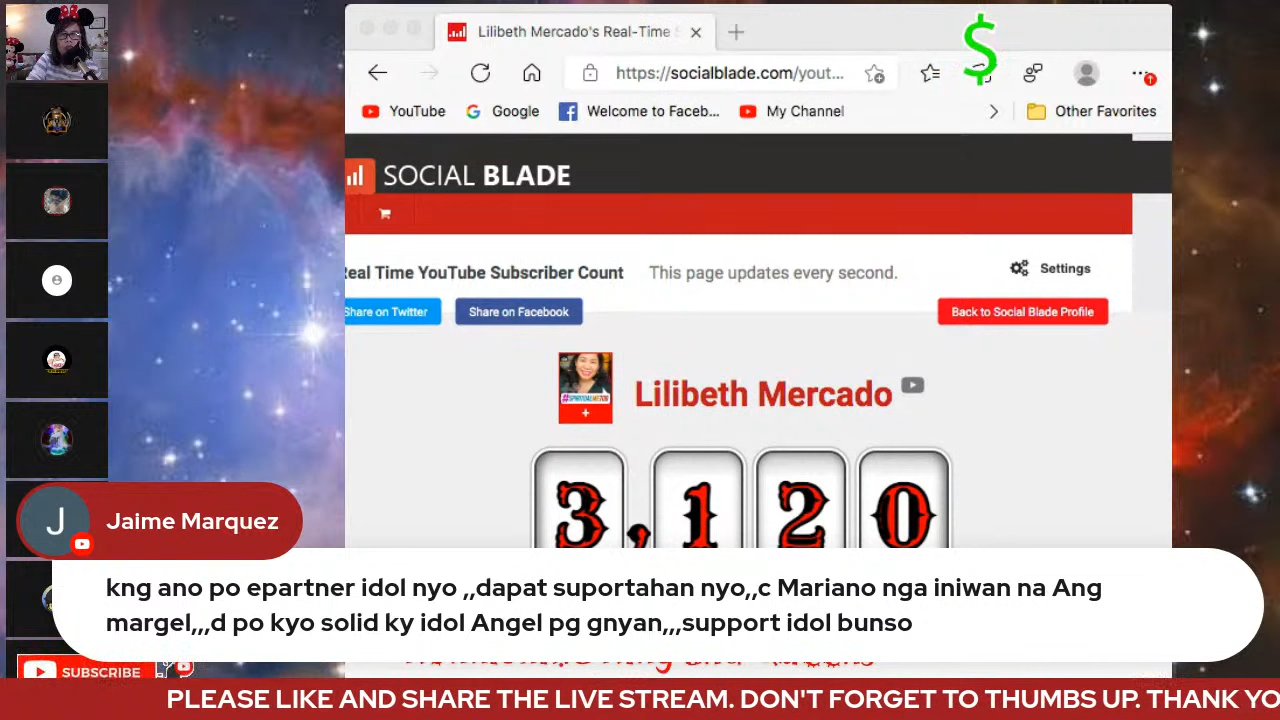 Lilibeth Mercado's Real-Time
https://socialblade.com/yout...
YouTube
Google
Welcome to Faceb...
My Channel
Other Favorites
SOCIAL BLADE
Real Time YouTube Subscriber Count
This page updates every second.
Settings
Share on Twitter
Share on Facebook
Back to Social Blade Profile
Lilibeth Mercado
3,120
J
Jaime Marquez
kng ano po epartner idol nyo ,,dapat suportahan nyo,,c Mariano nga iniwan na Ang
margel,,,d po kyo solid ky idol Angel pg gnyan,,,support idol bunso
SUBSCRIBE
PLEASE LIKE AND SHARE THE LIVE STREAM. DON'T FORGET TO THUMBS UP. THANK YO